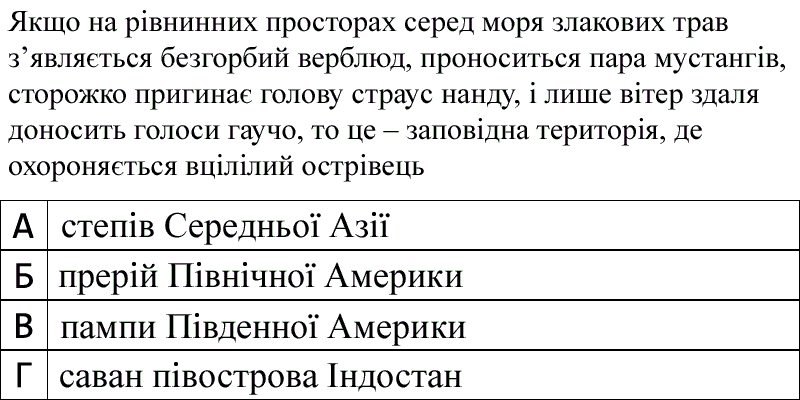 Якщо на рівнинних просторах серед моря злакових трав
з’являється безгорбий верблюд, проноситься пара мустангів,
сторожко пригинає голову страус нанду, і лише вітер здаля
доносить голоси гаучо, то це – заповідна територія, де
охороняється вцілілий острівець
А степів Середньої Азії
Б прерій Північної Америки
В пампи Південної Америки
Г саван півострова Індостан